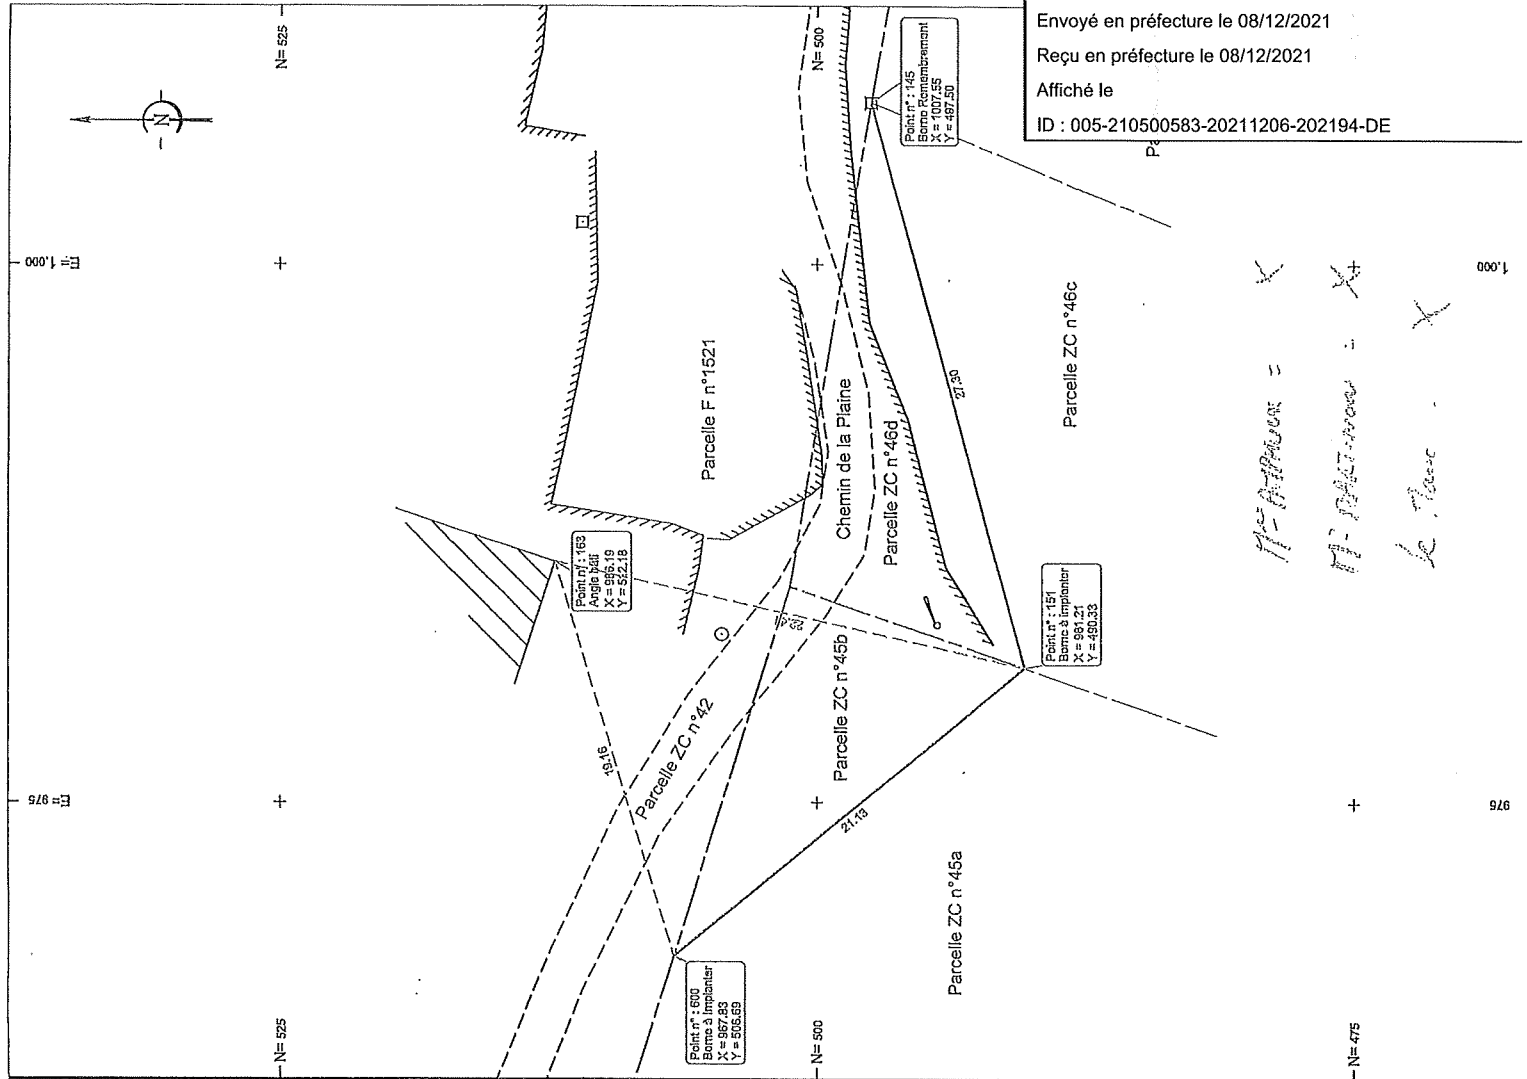 Envoyé en préfecture le 08/12/2021
Reçu en préfecture le 08/12/2021
Affiché le
ID : 005-210500583-20211206-202194-DE
N= 525
N= 500
N
Point n° : 145
Borne Remembrement
X = 1007.55
Y = 497.50
E= 1.000
1.000
Parcelle F n°1521
Chemin de la Plaine
Parcelle ZC n°46d
Parcelle ZC n°46c
27.30
Point n° : 163
Angle bâti
X = 986.19
Y = 522.18
Point n° : 151
Borne à implanter
X = 981.21
Y = 490.33
Parcelle ZC n°45b
Parcelle ZC n°42
19.16
21.13
E= 975
975
Parcelle ZC n°45a
Point n° : 600
Borne à implanter
X = 967.83
Y = 506.69
N= 525
N= 500
N= 475